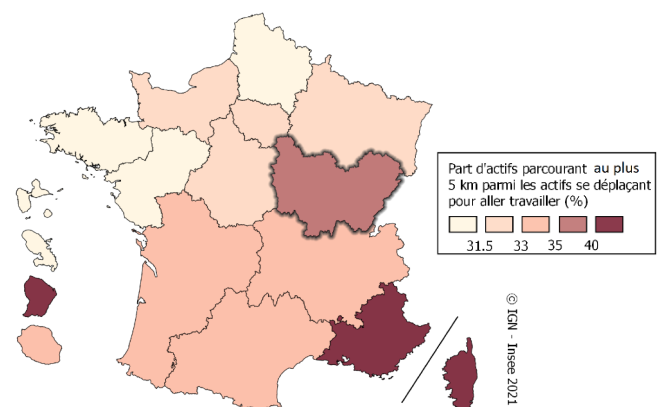 Part d'actifs parcourant au plus
5 km parmi les actifs se déplaçant
pour aller travailler (%)
31.5 33 35 40
© IGN - Insee 2021